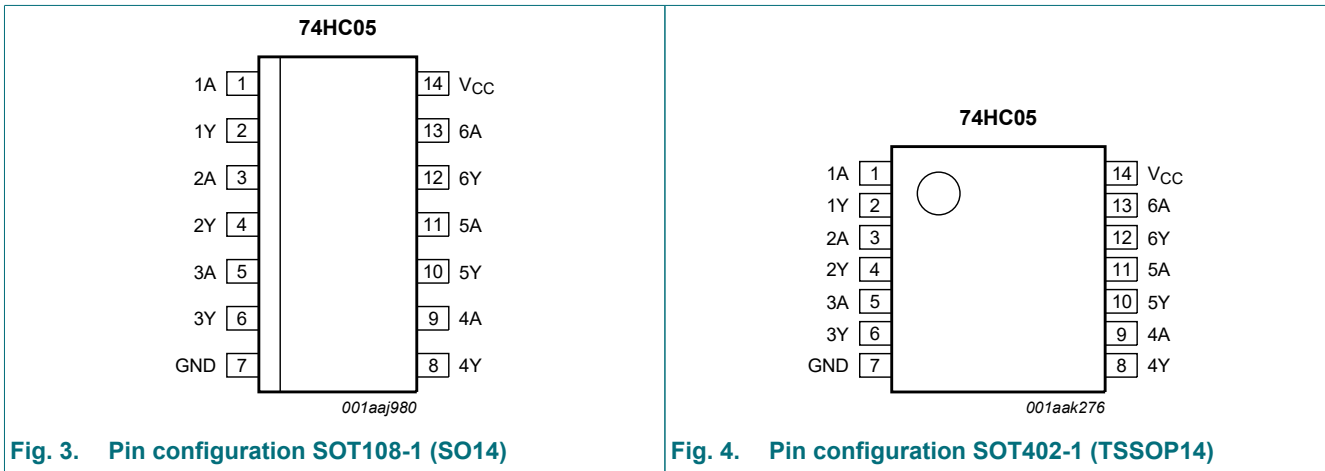 74HC05
1A 1 14 VCC
1Y 2 13 6A
2A 3 12 6Y
2Y 4 11 5A
3A 5 10 5Y
3Y 6 9 4A
GND 7 8 4Y
001aaj980
Fig. 3. Pin configuration SOT108-1 (SO14)
74HC05
1A 1 14 VCC
1Y 2 13 6A
2A 3 12 6Y
2Y 4 11 5A
3A 5 10 5Y
3Y 6 9 4A
GND 7 8 4Y
001aak276
Fig. 4. Pin configuration SOT402-1 (TSSOP14)